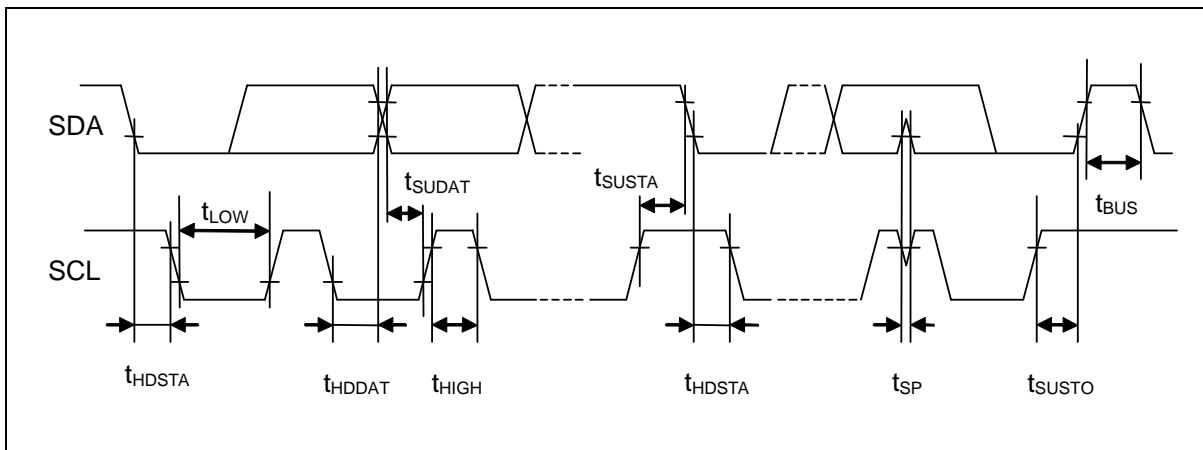 SDA
tSUDAT
tSUSTA
tLOW
tBUS
SCL
tHDSTA
tHDDAT
tHIGH
tHDSTA
tSP
tSUSTO